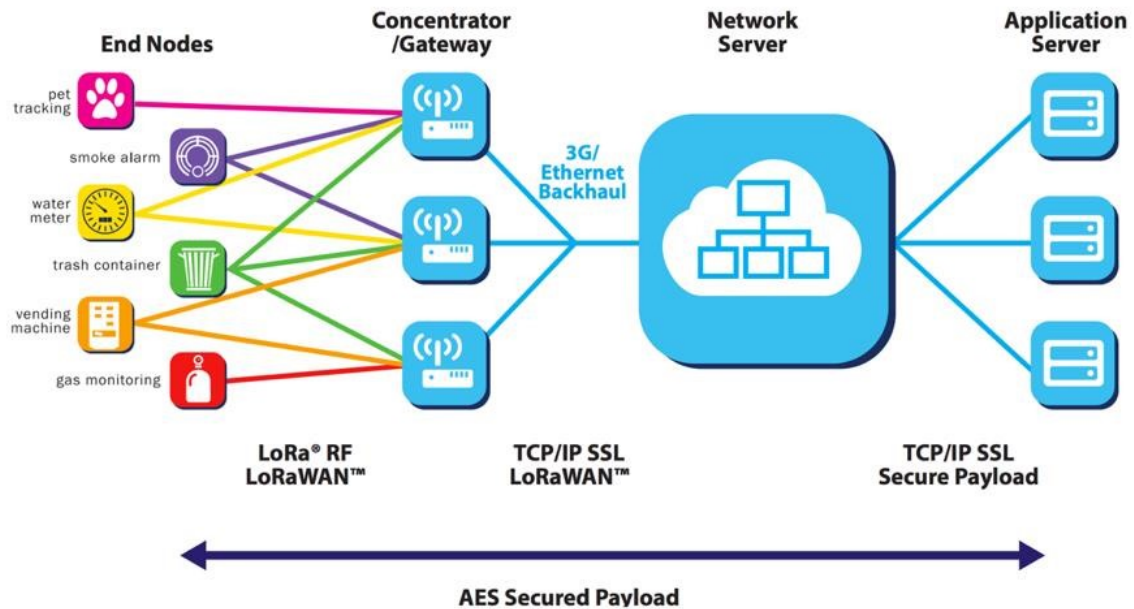 End Nodes
Concentrator
/Gateway
Network
Server
Application
Server
pet
tracking
smoke alarm
water
meter
trash container
vending
machine
gas monitoring
3G/
Ethernet
Backhaul
LoRa® RF
LoRaWAN™
TCP/IP SSL
LoRaWAN™
TCP/IP SSL
Secure Payload
AES Secured Payload